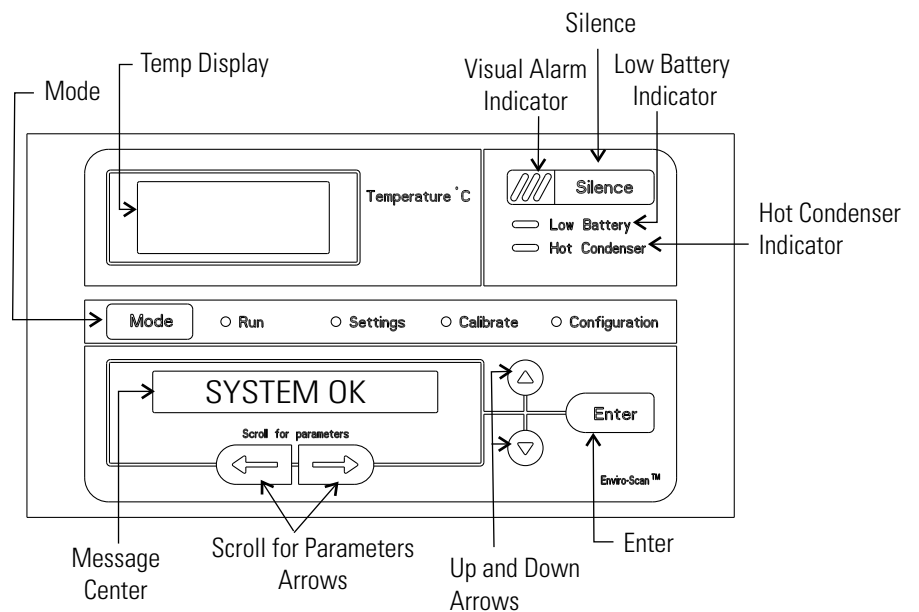 Silence
Temp Display
Visual Alarm
Indicator
Low Battery
Indicator
Mode
Temperature °C
Silence
Low Battery
Hot Condenser
Hot Condenser
Indicator
Mode
Run
Settings
Calibrate
Configuration
SYSTEM OK
Scroll for parameters
Enter
Enviro-Scan™
Message
Center
Scroll for Parameters
Arrows
Up and Down
Arrows
Enter